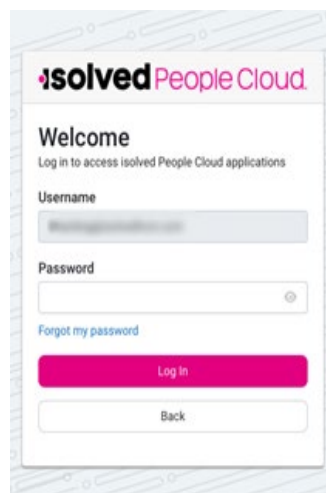 isolved People Cloud.
Welcome
Log in to access isolved People Cloud applications
Username
Password
Forgot my password
Log In
Back